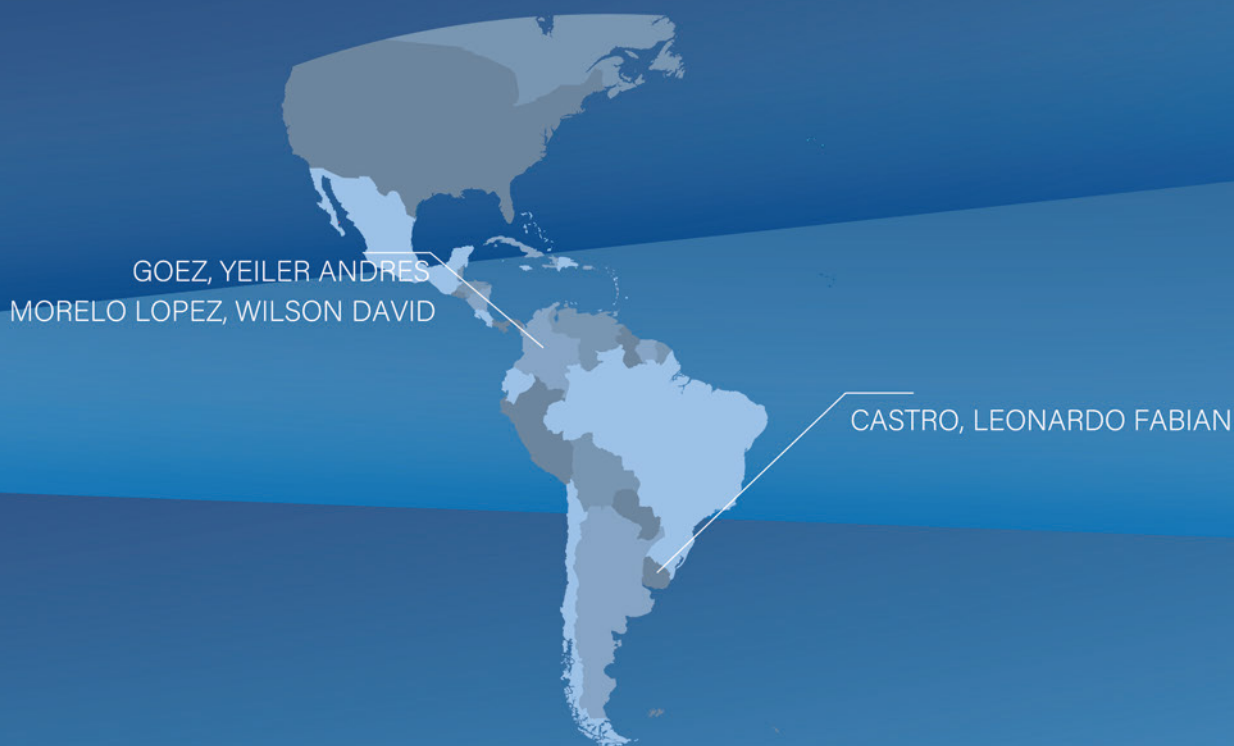 GOEZ, YEILER ANDRES
MORELO LOPEZ, WILSON DAVID
CASTRO, LEONARDO FABIAN